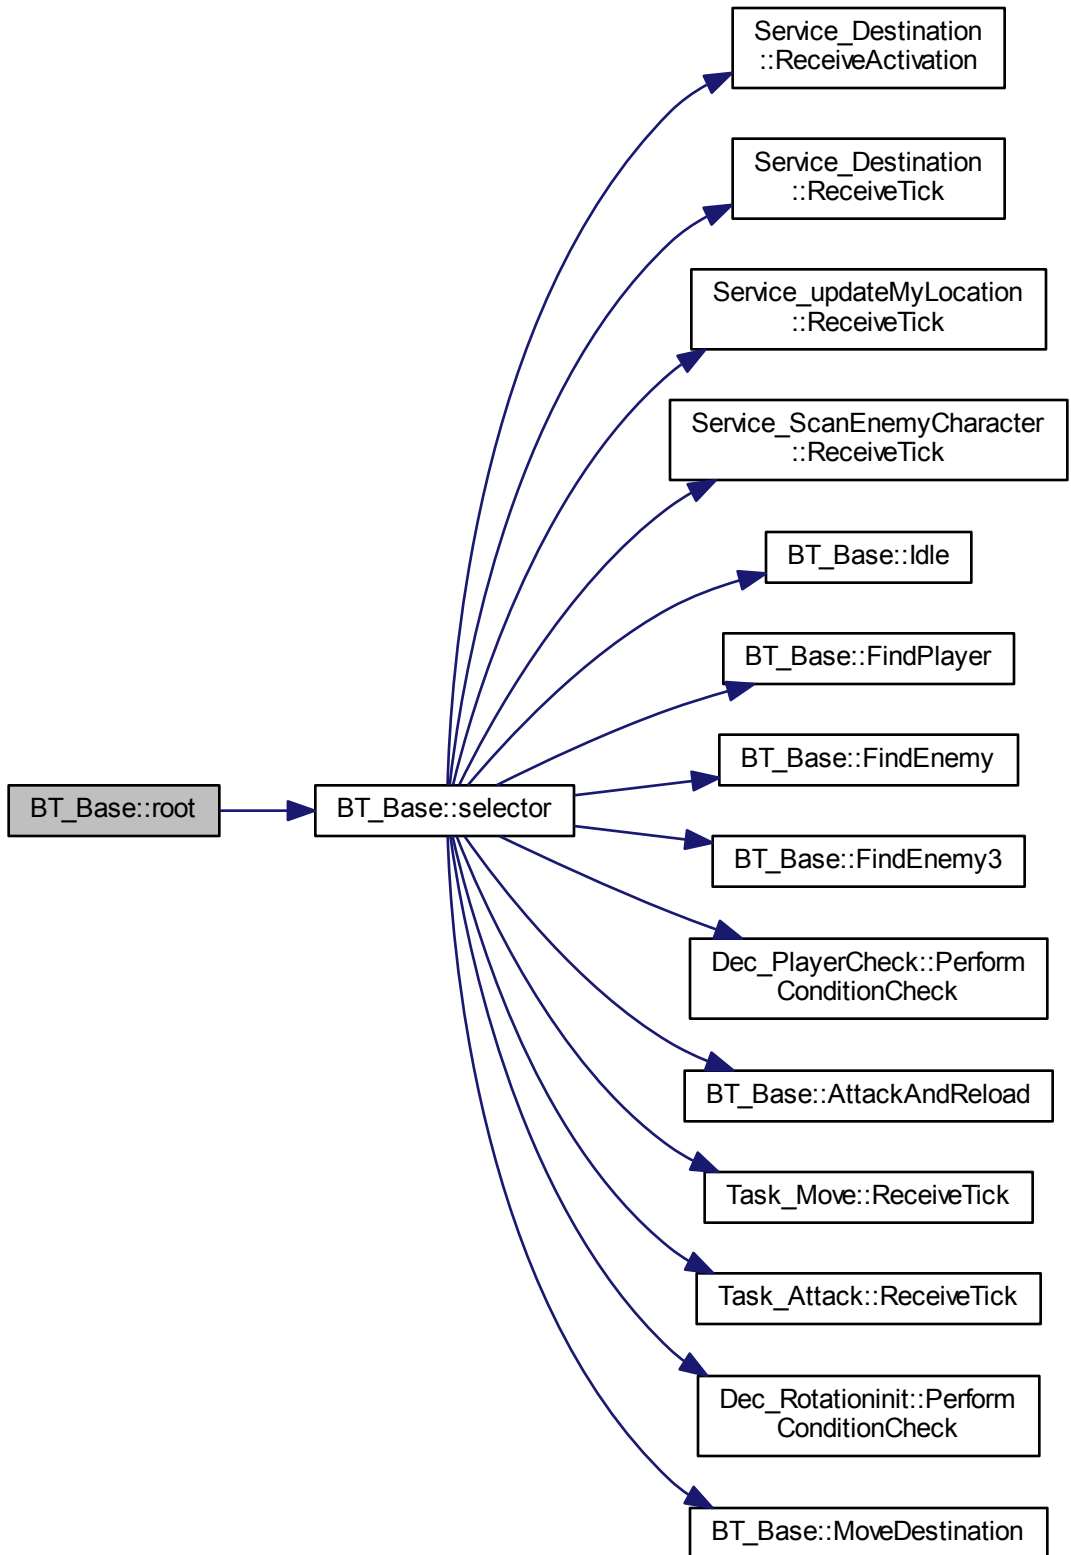 Service_Destination
::ReceiveActivation
Service_Destination
::ReceiveTick
Service_updateMyLocation
::ReceiveTick
Service_ScanEnemyCharacter
::ReceiveTick
BT_Base::Idle
BT_Base::FindPlayer
BT_Base::FindEnemy
BT_Base::root
BT_Base::selector
BT_Base::FindEnemy3
Dec_PlayerCheck::Perform
ConditionCheck
BT_Base::AttackAndReload
Task_Move::ReceiveTick
Task_Attack::ReceiveTick
Dec_Rotationinit::Perform
ConditionCheck
BT_Base::MoveDestination